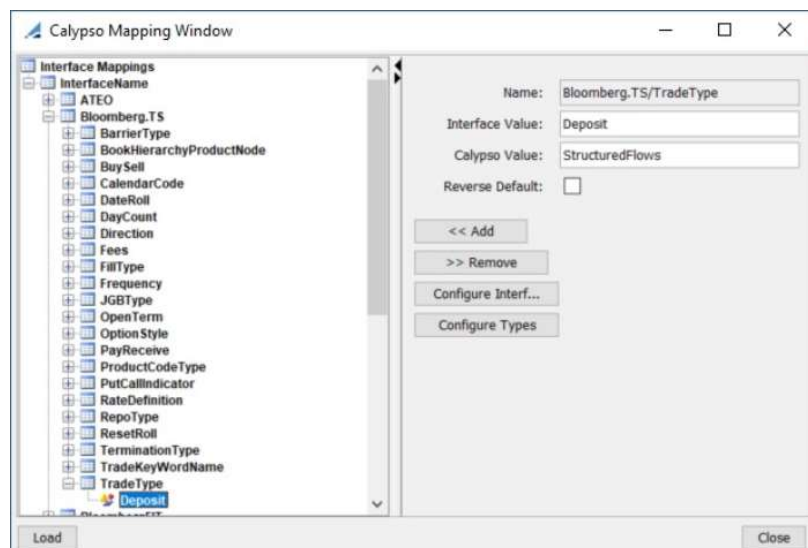 Calypso Mapping Window
Interface Mappings
InterfaceName
ATEO
Bloomberg.TS
BarrierType
BookHierarchyProductNode
BuySell
CalendarCode
DateRoll
DayCount
Direction
Fees
FillType
Frequency
JGBType
OpenTerm
OptionStyle
PayReceive
ProductCodeType
PutCallIndicator
RateDefinition
RepoType
ResetRoll
TerminationType
TradeKeyWordName
TradeType
Deposit
Name: Bloomberg.TS/TradeType
Interface Value: Deposit
Calypso Value: StructuredFlows
Reverse Default:
<< Add
>> Remove
Configure Interf...
Configure Types
Load
Close